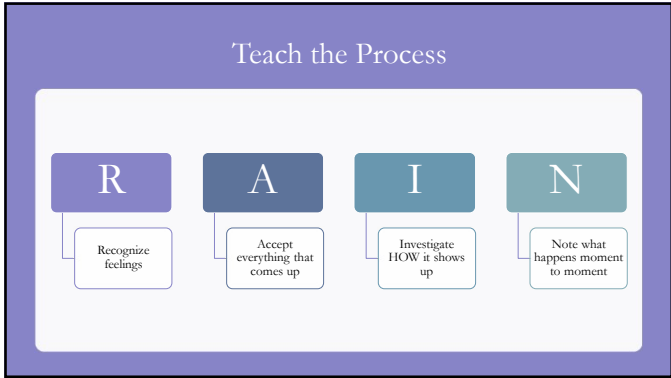 Teach the Process
R
Recognize
feelings
A
Accept
everything that
comes up
I
Investigate
HOW it shows
up
N
Note what
happens moment
to moment